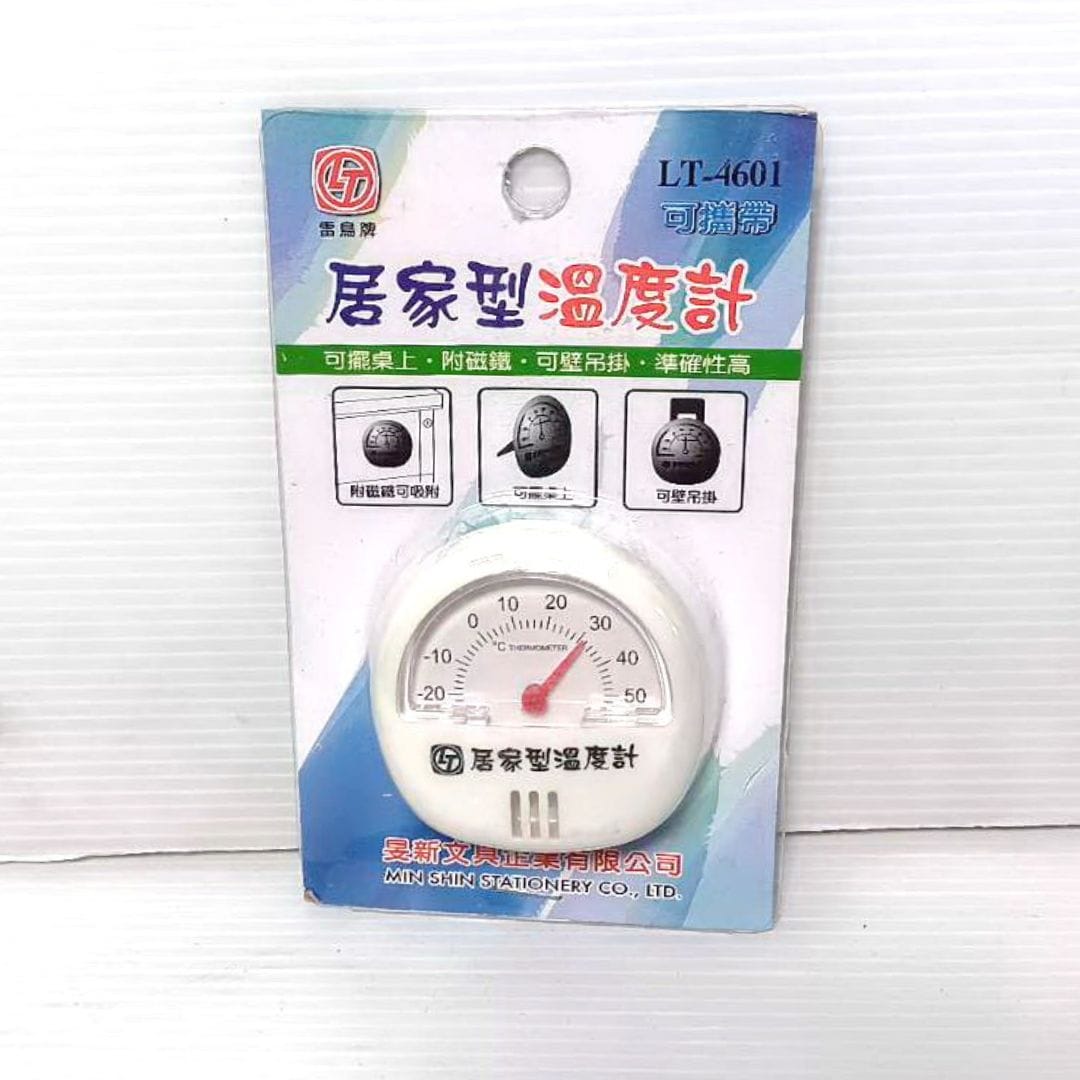 LT
雷鳥牌
LT-4601
可攜帶
居家型溫度計
可擺桌上・附磁鐵・可壁吊掛・準確性高
附磁鐵可吸附
可擺桌上
可壁吊掛
-20 -10 0 10 20 30 40 50
°C THERMOMETER
LT 居家型溫度計
旻新文具企業有限公司
MIN SHIN STATIONERY CO., LTD.